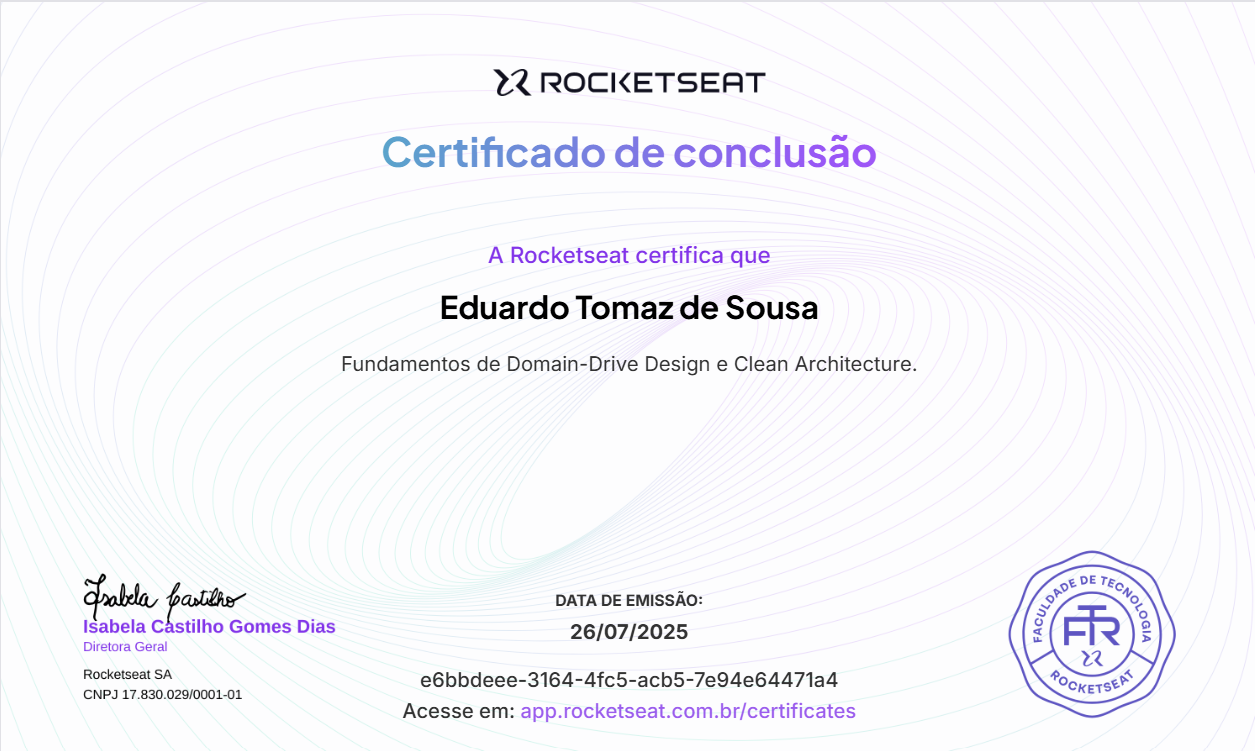 ROCKETSEAT
Certificado de conclusão
A Rocketseat certifica que
Eduardo Tomaz de Sousa
Fundamentos de Domain-Drive Design e Clean Architecture.
Isabela Castilho
Isabela Castilho Gomes Dias
Diretora Geral
Rocketseat SA
CNPJ 17.830.029/0001-01
DATA DE EMISSÃO:
26/07/2025
e6bbdeee-3164-4fc5-acb5-7e94e64471a4
Acesse em: app.rocketseat.com.br/certificates
FACULDADE DE TECNOLOGIA
FTR
ROCKETSEAT